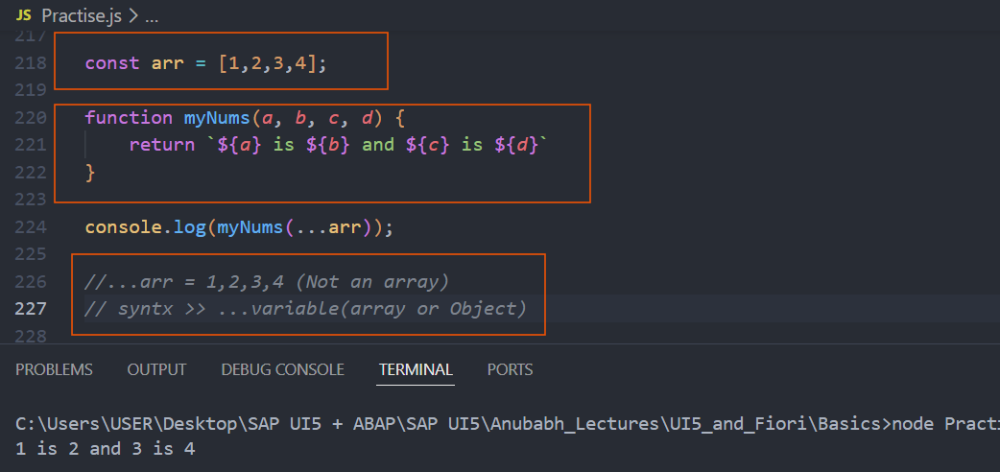 JS Practise.js > ...
217
218 const arr = [1,2,3,4];
219
220 function myNums(a, b, c, d) {
221 return `${a} is ${b} and ${c} is ${d}`
222 }
223
224 console.log(myNums(...arr));
225
226 //...arr = 1,2,3,4 (Not an array)
227 // syntx >> ...variable(array or Object)
228
PROBLEMS OUTPUT DEBUG CONSOLE TERMINAL PORTS
C:\Users\USER\Desktop\SAP UI5 + ABAP\SAP UI5\Anubabh_Lectures\UI5_and_Fiori\Basics>node Practi
1 is 2 and 3 is 4